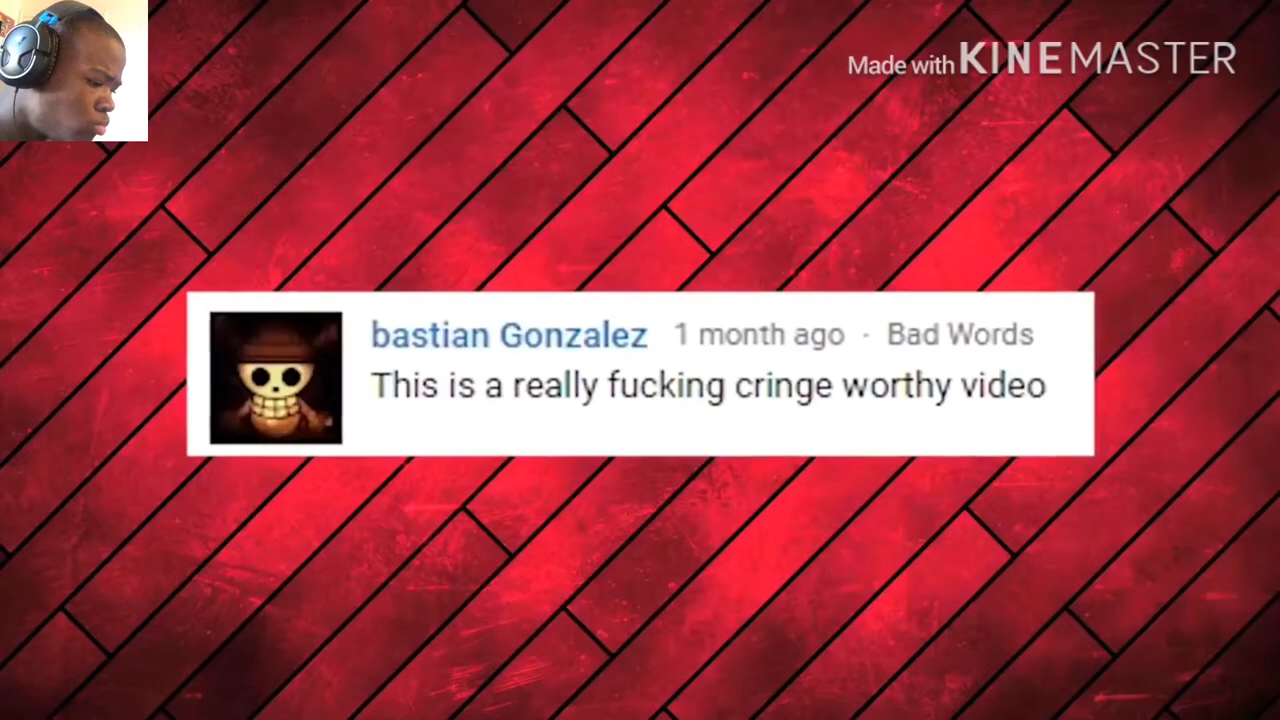 Made with KINEMASTER
bastian Gonzalez 1 month ago · Bad Words
This is a really fucking cringe worthy video